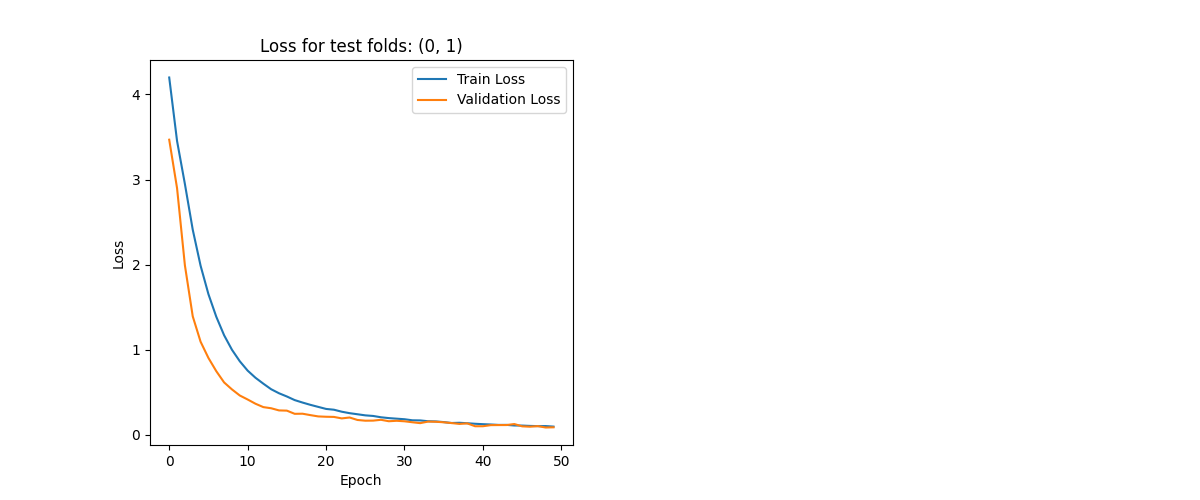 Loss for test folds: (0, 1)
Train Loss
Validation Loss
4
3
2
1
0
Loss
0 10 20 30 40 50
Epoch